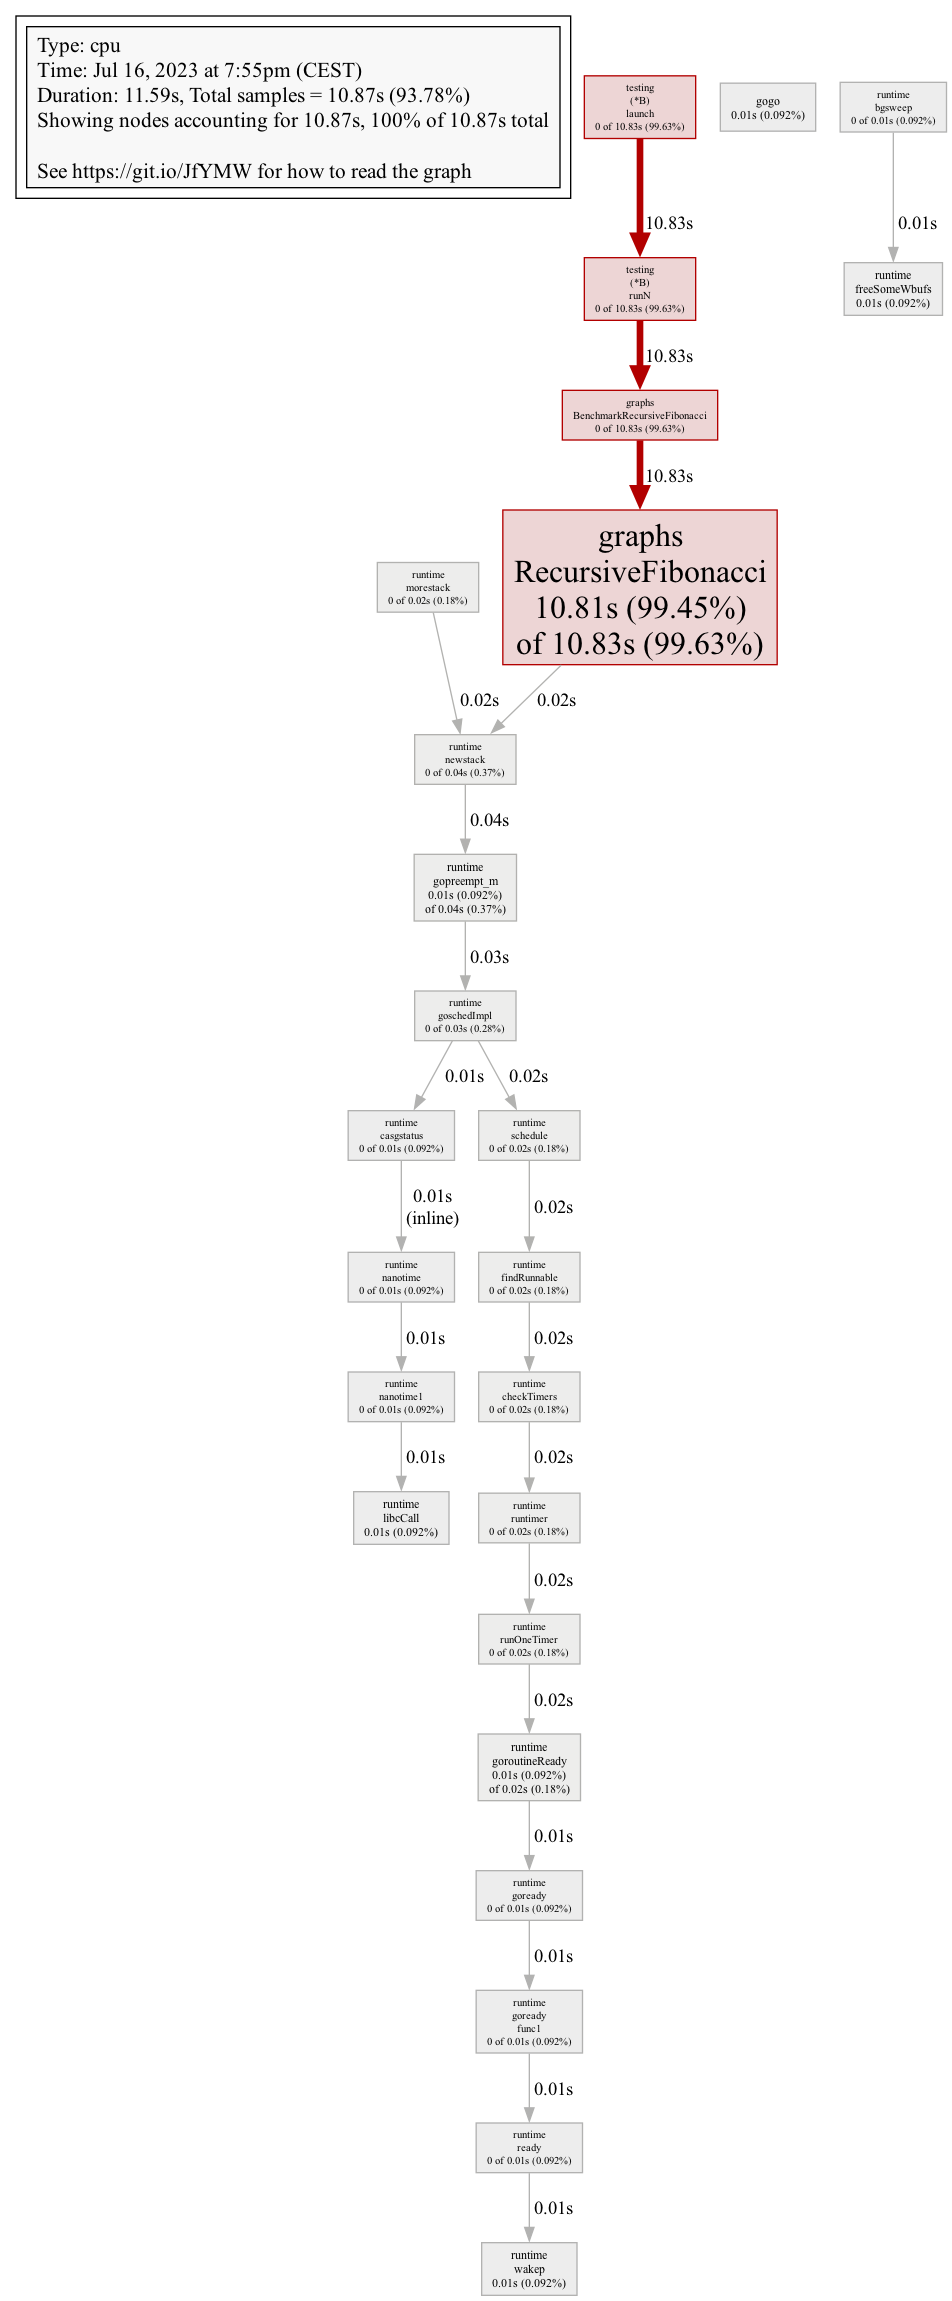 Type: cpu
Time: Jul 16, 2023 at 7:55pm (CEST)
Duration: 11.59s, Total samples = 10.87s (93.78%)
Showing nodes accounting for 10.87s, 100% of 10.87s total
See https://git.io/JfYMW for how to read the graph
testing
(*B)
launch
0 of 10.83s (99.63%)
gogo
0.01s (0.092%)
runtime
bgsweep
0 of 0.01s (0.092%)
10.83s
0.01s
testing
(*B)
runN
0 of 10.83s (99.63%)
runtime
freeSomeWbufs
0.01s (0.092%)
10.83s
graphs
BenchmarkRecursiveFibonacci
0 of 10.83s (99.63%)
10.83s
graphs
RecursiveFibonacci
10.81s (99.45%)
of 10.83s (99.63%)
runtime
morestack
0 of 0.02s (0.18%)
0.02s
0.02s
runtime
newstack
0 of 0.04s (0.37%)
0.04s
runtime
gopreempt_m
0.01s (0.092%)
of 0.04s (0.37%)
0.03s
runtime
goschedImpl
0 of 0.03s (0.28%)
0.01s
0.02s
runtime
casgstatus
0 of 0.01s (0.092%)
runtime
schedule
0 of 0.02s (0.18%)
0.01s
(inline)
0.02s
runtime
nanotime
0 of 0.01s (0.092%)
runtime
findRunnable
0 of 0.02s (0.18%)
0.01s
0.02s
runtime
nanotime1
0 of 0.01s (0.092%)
runtime
checkTimers
0 of 0.02s (0.18%)
0.01s
0.02s
runtime
libcCall
0.01s (0.092%)
runtime
runtimer
0 of 0.02s (0.18%)
0.02s
runtime
runOneTimer
0 of 0.02s (0.18%)
0.02s
runtime
goroutineReady
0.01s (0.092%)
of 0.02s (0.18%)
0.01s
runtime
goready
0 of 0.01s (0.092%)
0.01s
runtime
goready
func1
0 of 0.01s (0.092%)
0.01s
runtime
ready
0 of 0.01s (0.092%)
0.01s
runtime
wakep
0.01s (0.092%)